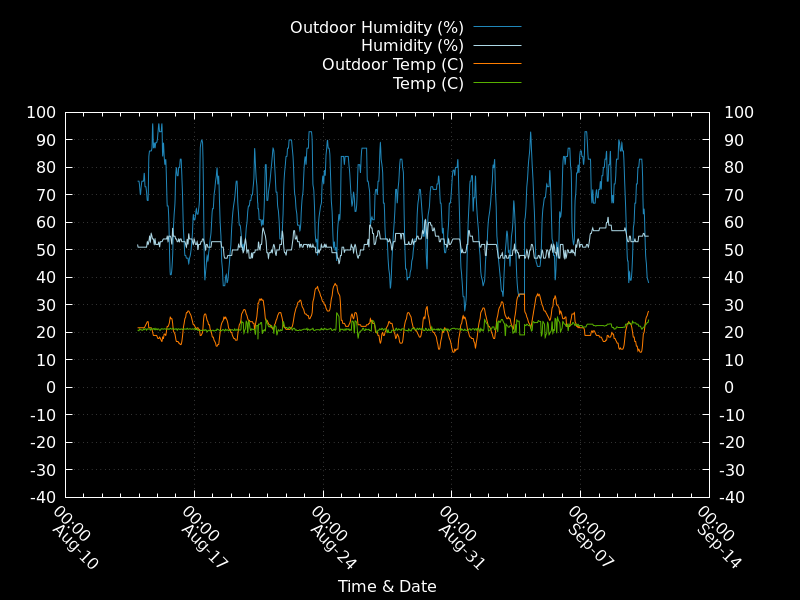 Outdoor Humidity (%)
Humidity (%)
Outdoor Temp (C)
Temp (C)
100 100
90 90
80 80
70 70
60 60
50 50
40 40
30 30
20 20
10 10
0 0
-10 -10
-20 -20
-30 -30
-40 -40
00:00 00:00 00:00 00:00 00:00 00:00
Aug-10 Aug-17 Aug-24 Aug-31 Sep-07 Sep-14
Time & Date